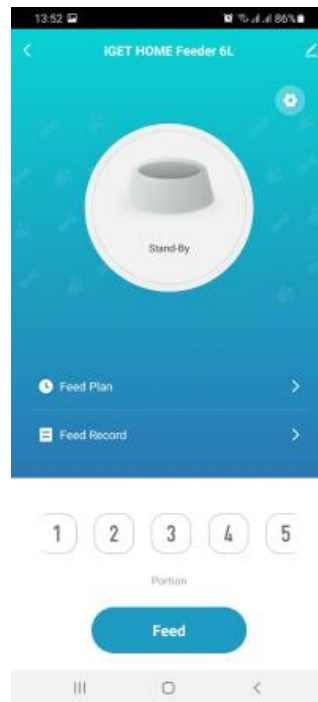 13:52 86%
iGET HOME Feeder 6L
Stand-By
Feed Plan
Feed Record
1 2 3 4 5
Portion
Feed